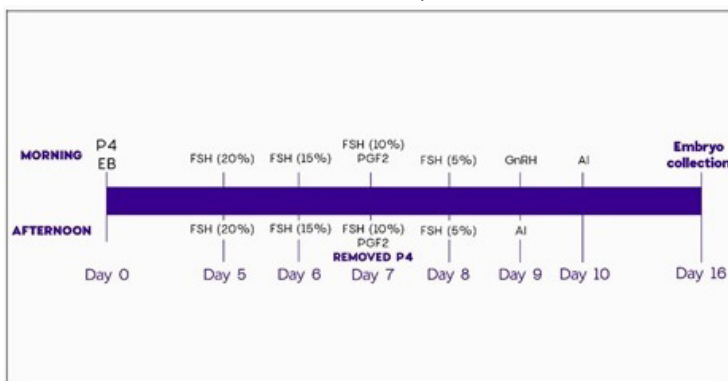 MORNING
P4
EB
FSH (20%)
FSH (15%)
FSH (10%)
PGF2
FSH (5%)
GnRH
AI
Embryo
collection
AFTERNOON
FSH (20%)
FSH (15%)
FSH (10%)
PGF2
REMOVED P4
FSH (5%)
AI
Day 0
Day 5
Day 6
Day 7
Day 8
Day 9
Day 10
Day 16